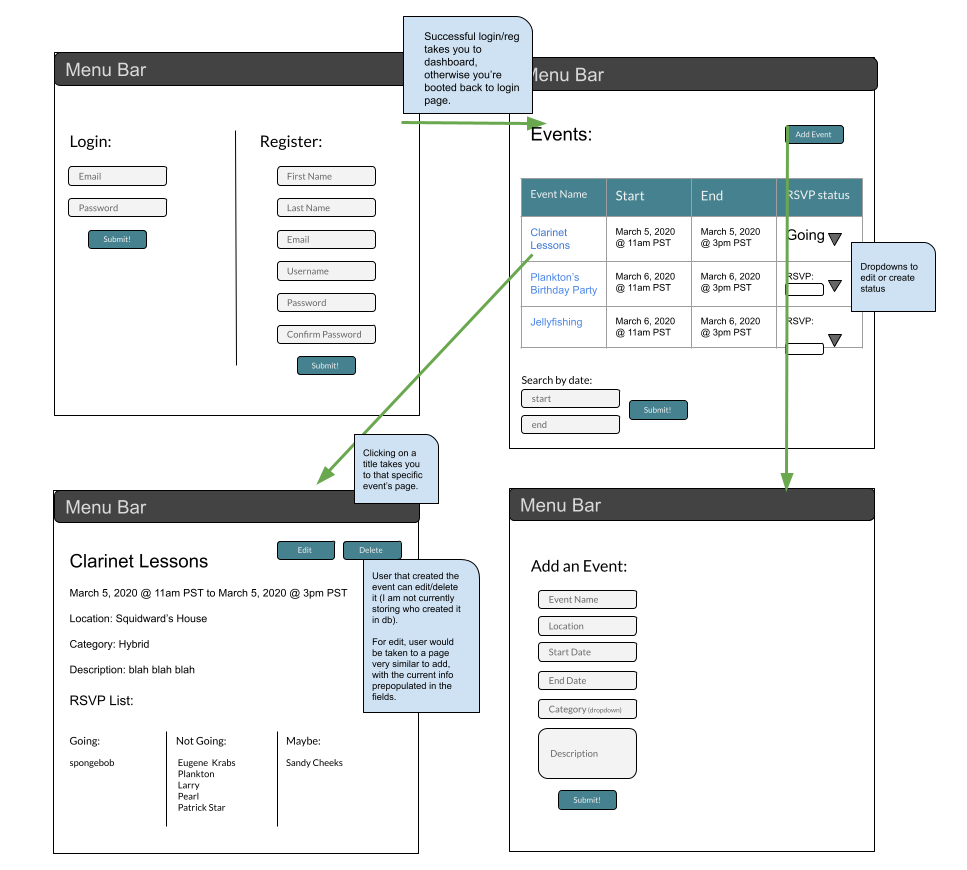 Successful login/reg
takes you to
dashboard,
otherwise you're
booted back to login
page.
Menu Bar
Login:
Email
Password
Submit!
Register:
First Name
Last Name
Email
Username
Password
Confirm Password
Submit!
Menu Bar
Events:
Add Event
Event Name Start End RSVP status
Clarinet
Lessons
March 5, 2020
@ 11am PST
March 5, 2020
@ 3pm PST
Going
Plankton's
Birthday Party
March 6, 2020
@ 11am PST
March 6, 2020
@ 3pm PST
RSVP:
Jellyfishing
March 6, 2020
@ 11am PST
March 6, 2020
@ 3pm PST
RSVP:
Dropdowns to
edit or create
status
Search by date:
start
end
Submit!
Clicking on a
title takes you
to that specific
event's page.
Menu Bar
Clarinet Lessons
Edit
Delete
March 5, 2020 @ 11am PST to March 5, 2020 @ 3pm PST
Location: Squidward's House
Category: Hybrid
Description: blah blah blah
User that created the
event can edit/delete
it (I am not currently
storing who created it
in db).
For edit, user would
be taken to a page
very similar to add,
with the current info
prepopulated in the
fields.
RSVP List:
Going:
spongebob
Not Going:
Eugene Krabs
Plankton
Larry
Pearl
Patrick Star
Maybe:
Sandy Cheeks
Menu Bar
Add an Event:
Event Name
Location
Start Date
End Date
Category (dropdown)
Description
Submit!